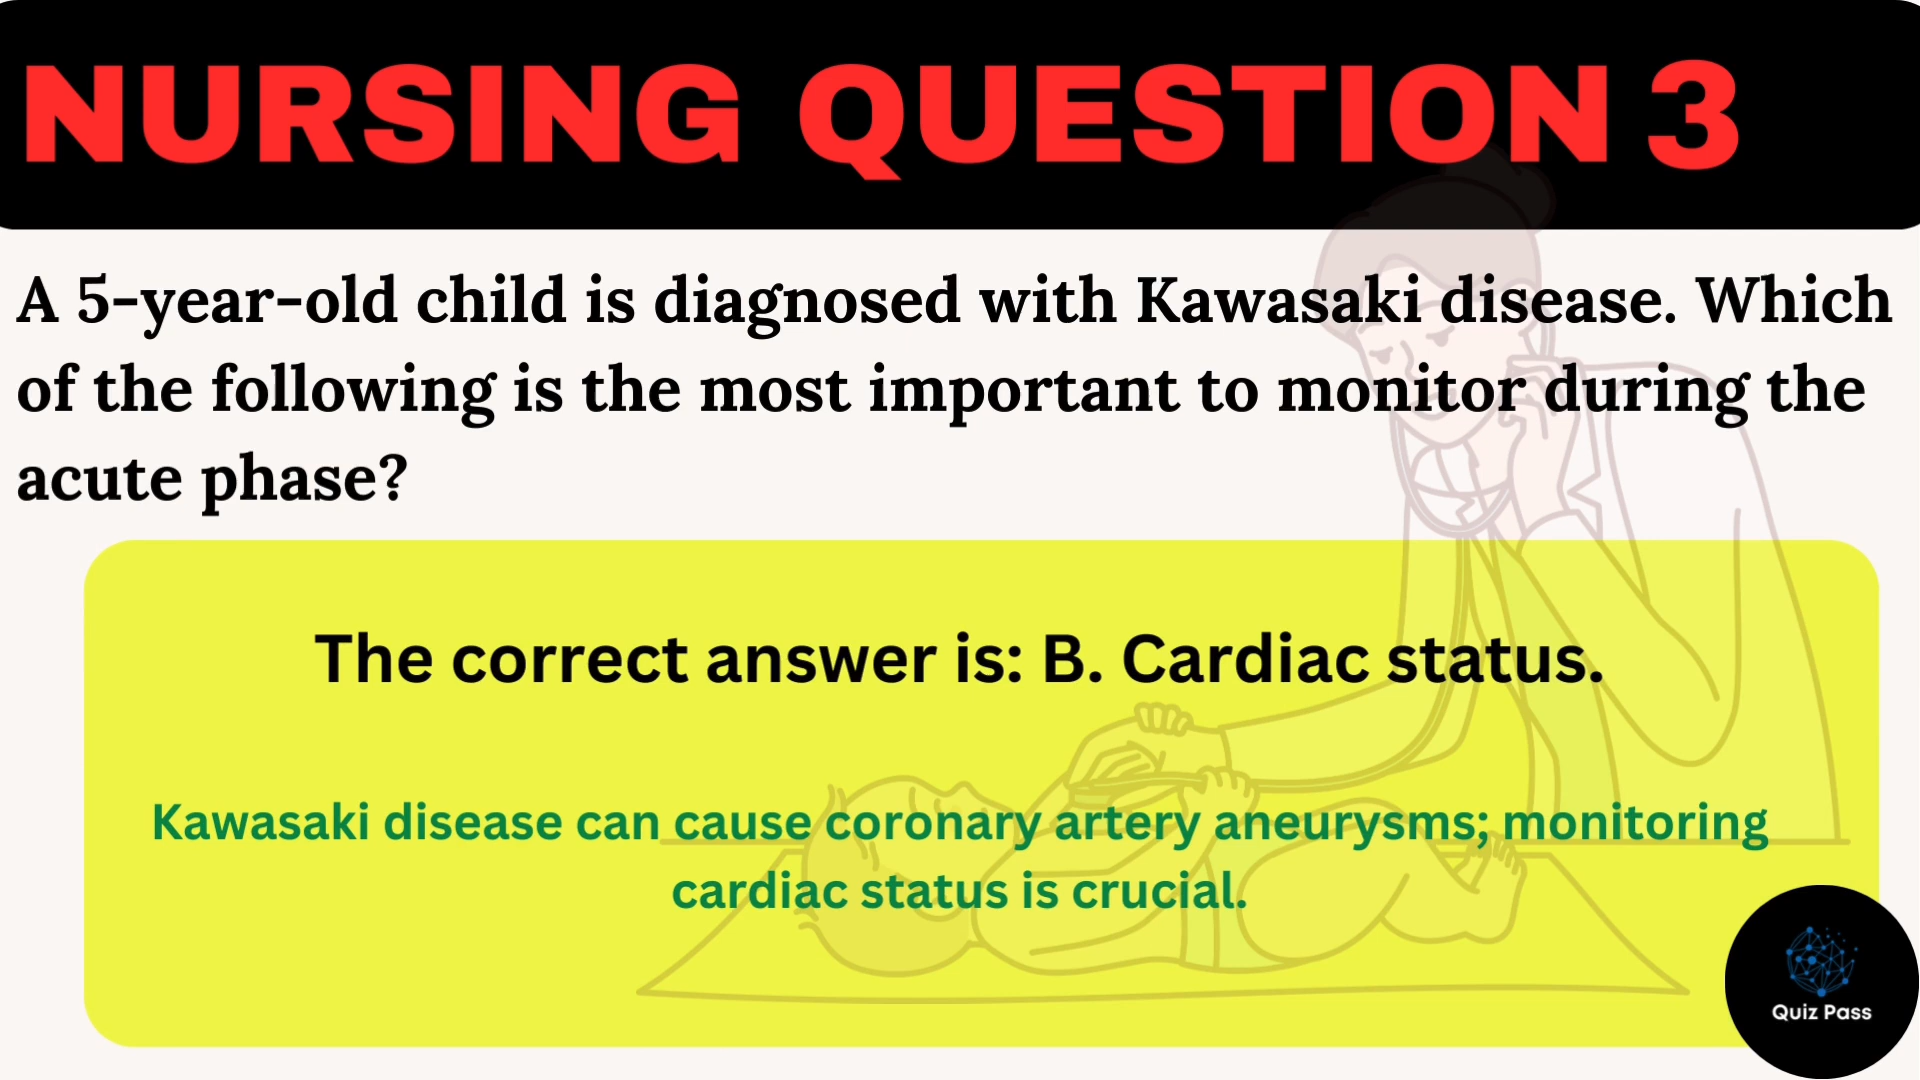 NURSING QUESTION 3
A 5-year-old child is diagnosed with Kawasaki disease. Which
of the following is the most important to monitor during the
acute phase?
The correct answer is: B. Cardiac status.
Kawasaki disease can cause coronary artery aneurysms; monitoring
cardiac status is crucial.
Quiz Pass